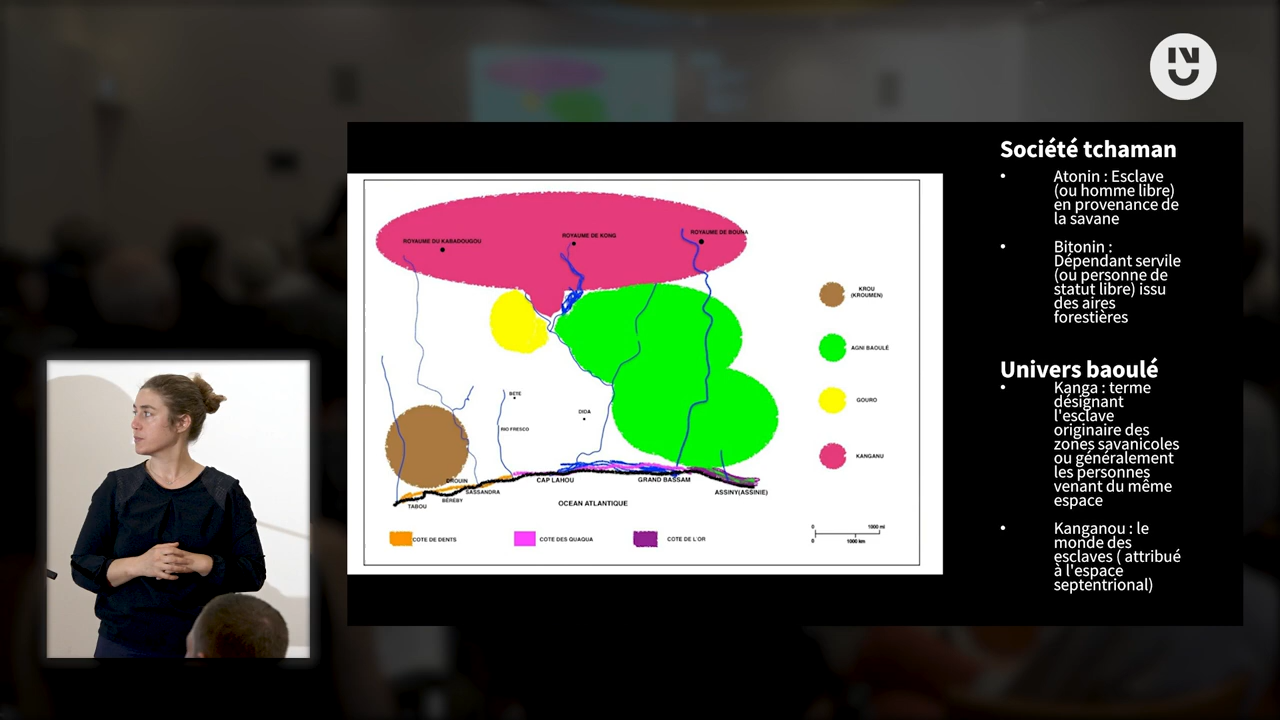 ROYAUME DU KABADOUGOU
ROYAUME DE KONG
ROYAUME DE BOUNA
KROU
(KROUMEN)
AGNI BAOULÉ
GOURO
KANGANU
BETE
DIDA
RIO FRESCO
DROUIN
SASSANDRA
BEREBY
TABOU
CAP LAHOU
GRAND BASSAM
ASSINY(ASSINIE)
OCEAN ATLANTIQUE
COTE DE DENTS
COTE DES QUAQUA
COTE DE L'OR
0
1000 mi
0
1000 km
Société tchaman
• Atonin : Esclave
(ou homme libre)
en provenance de
la savane
• Bitonin :
Dépendant servile
(ou personne de
statut libre) issu
des aires
forestières
Univers baoulé
• Kanga : terme
désignant
l'esclave
originaire des
zones savanicoles
ou généralement
les personnes
venant du même
espace
• Kanganou : le
monde des
esclaves ( attribué
à l'espace
septentrional)